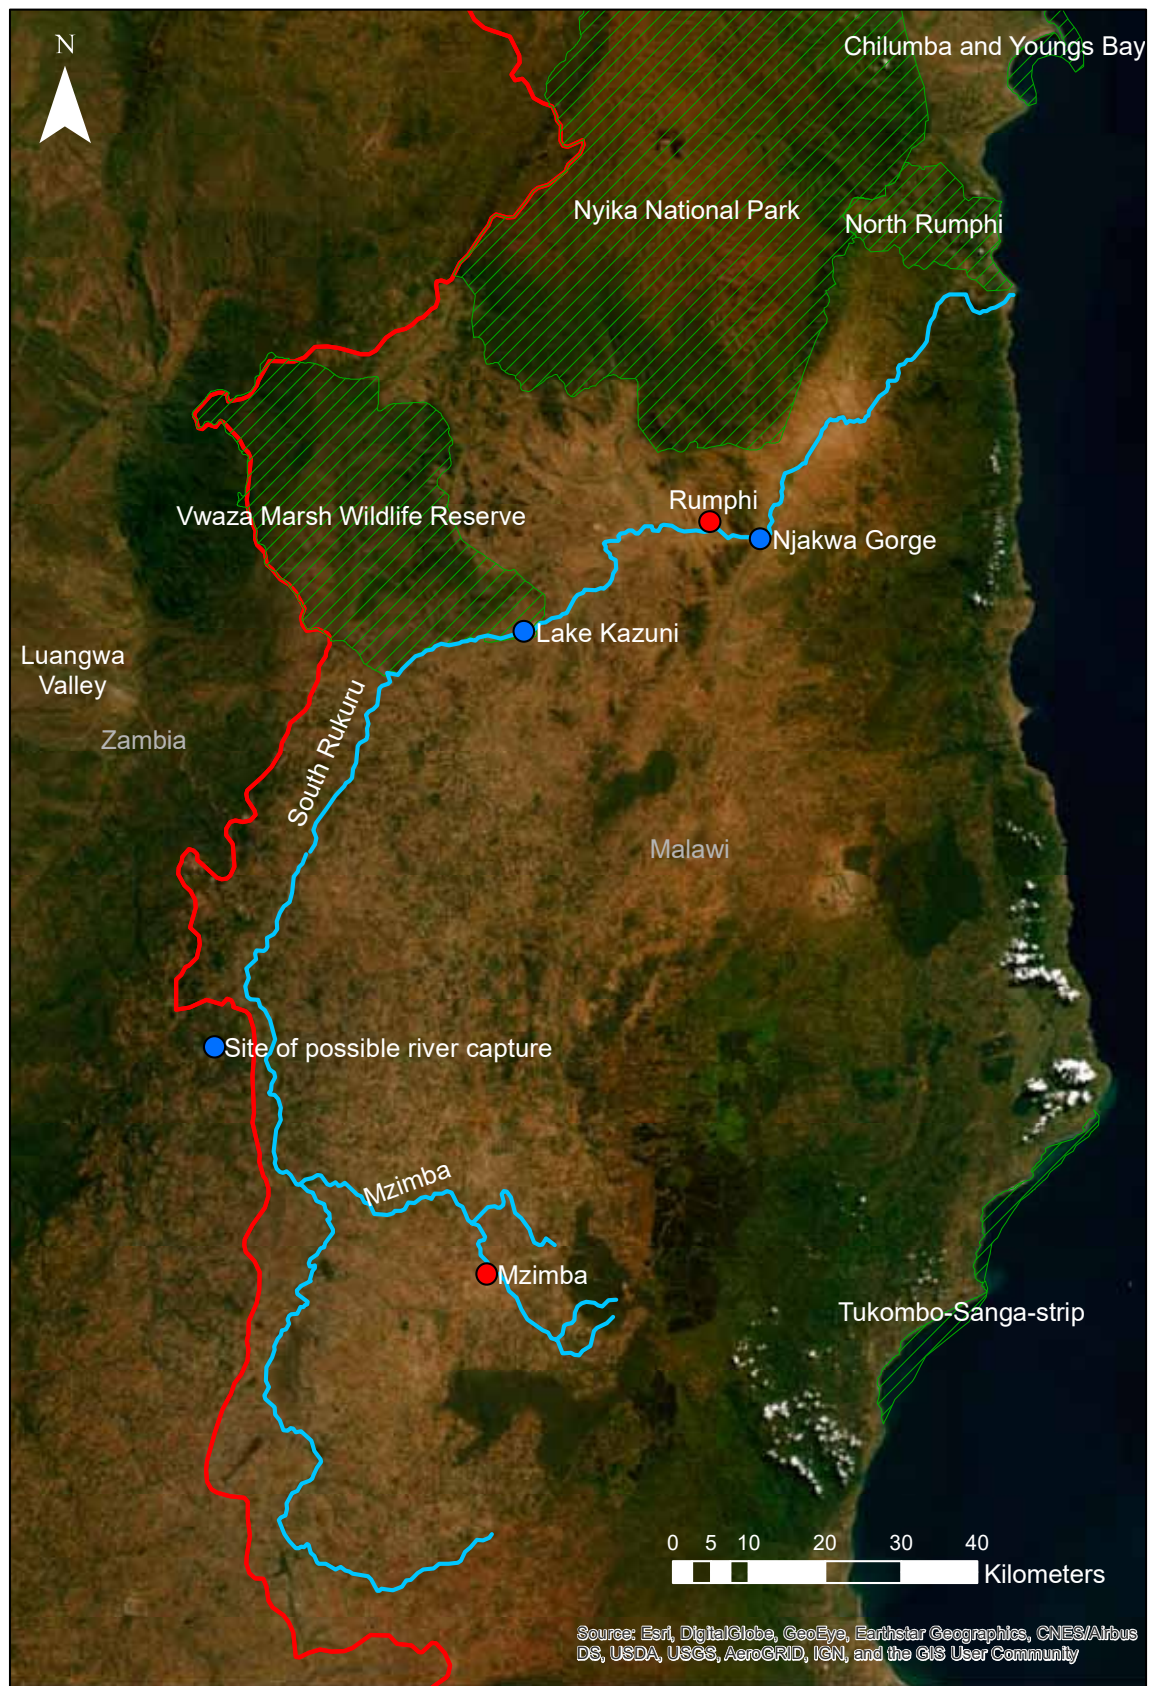 N
Chilumba and Youngs Bay
Nyika National Park
North Rumphi
Rumphi
Vwaza Marsh Wildlife Reserve
Njakwa Gorge
Lake Kazuni
Luangwa
Valley
South Rukuru
Zambia
Malawi
Site of possible river capture
Mzimba
Mzimba
Tukombo-Sanga-strip
0 5 10 20 30 40
Kilometers
Source: Esri, DigitalGlobe, GeoEye, Earthstar Geographics, CNES/Airbus
DS, USDA, USGS, AeroGRID, IGN, and the GIS User Community